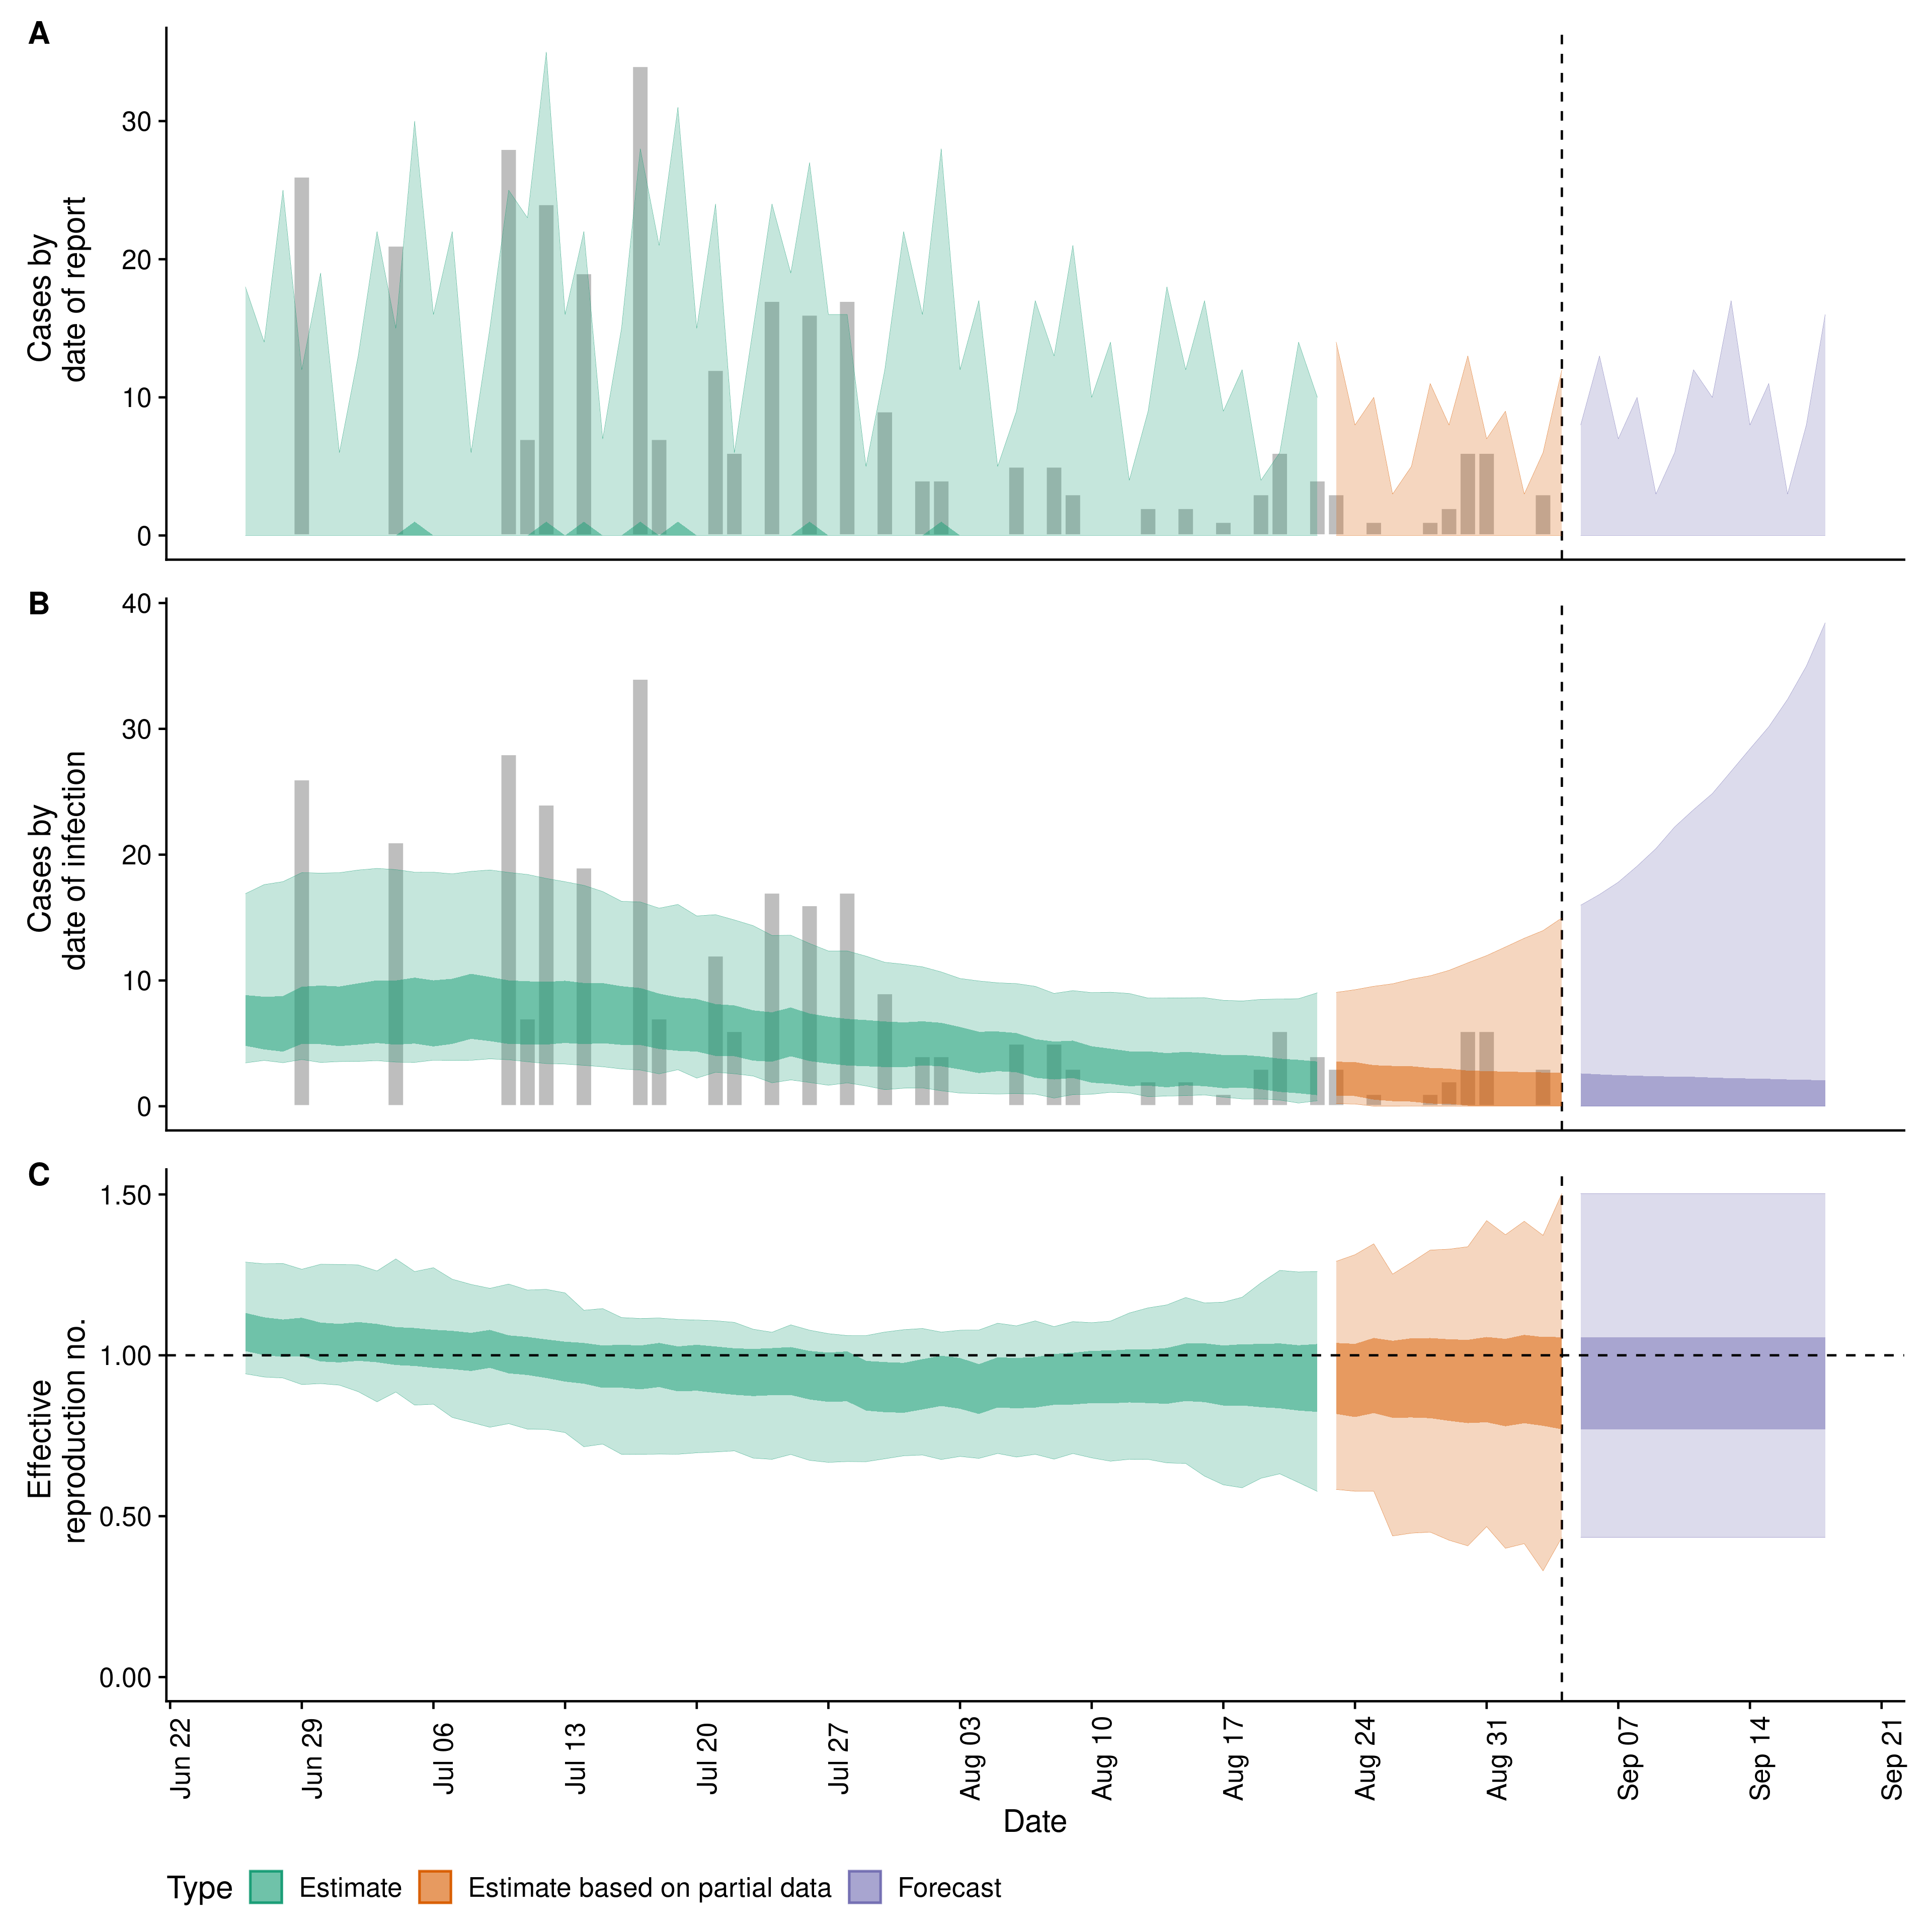 A
Cases by
date of report
30
20
10
0
B
Cases by
date of infection
40
30
20
10
0
C
Effective
reproduction no.
1.50
1.00
0.50
0.00
Jun 22
Jun 29
Jul 06
Jul 13
Jul 20
Jul 27
Aug 03
Aug 10
Aug 17
Aug 24
Aug 31
Sep 07
Sep 14
Sep 21
Date
Type Estimate Estimate based on partial data Forecast